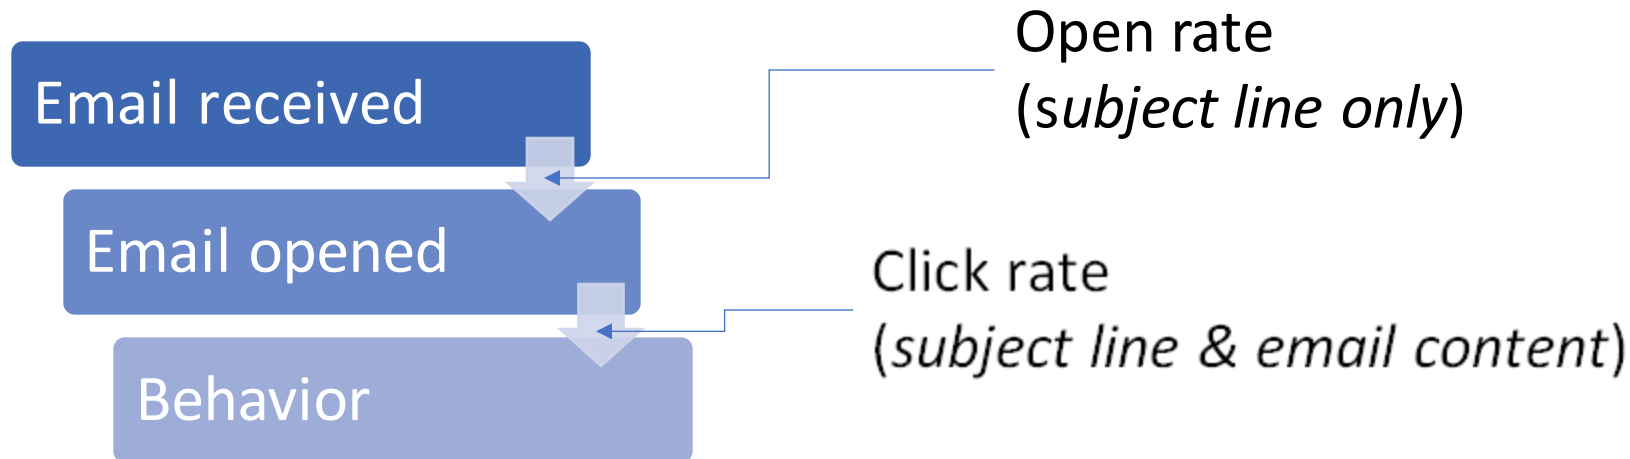 Email received
Open rate
(subject line only)
Email opened
Click rate
(subject line & email content)
Behavior